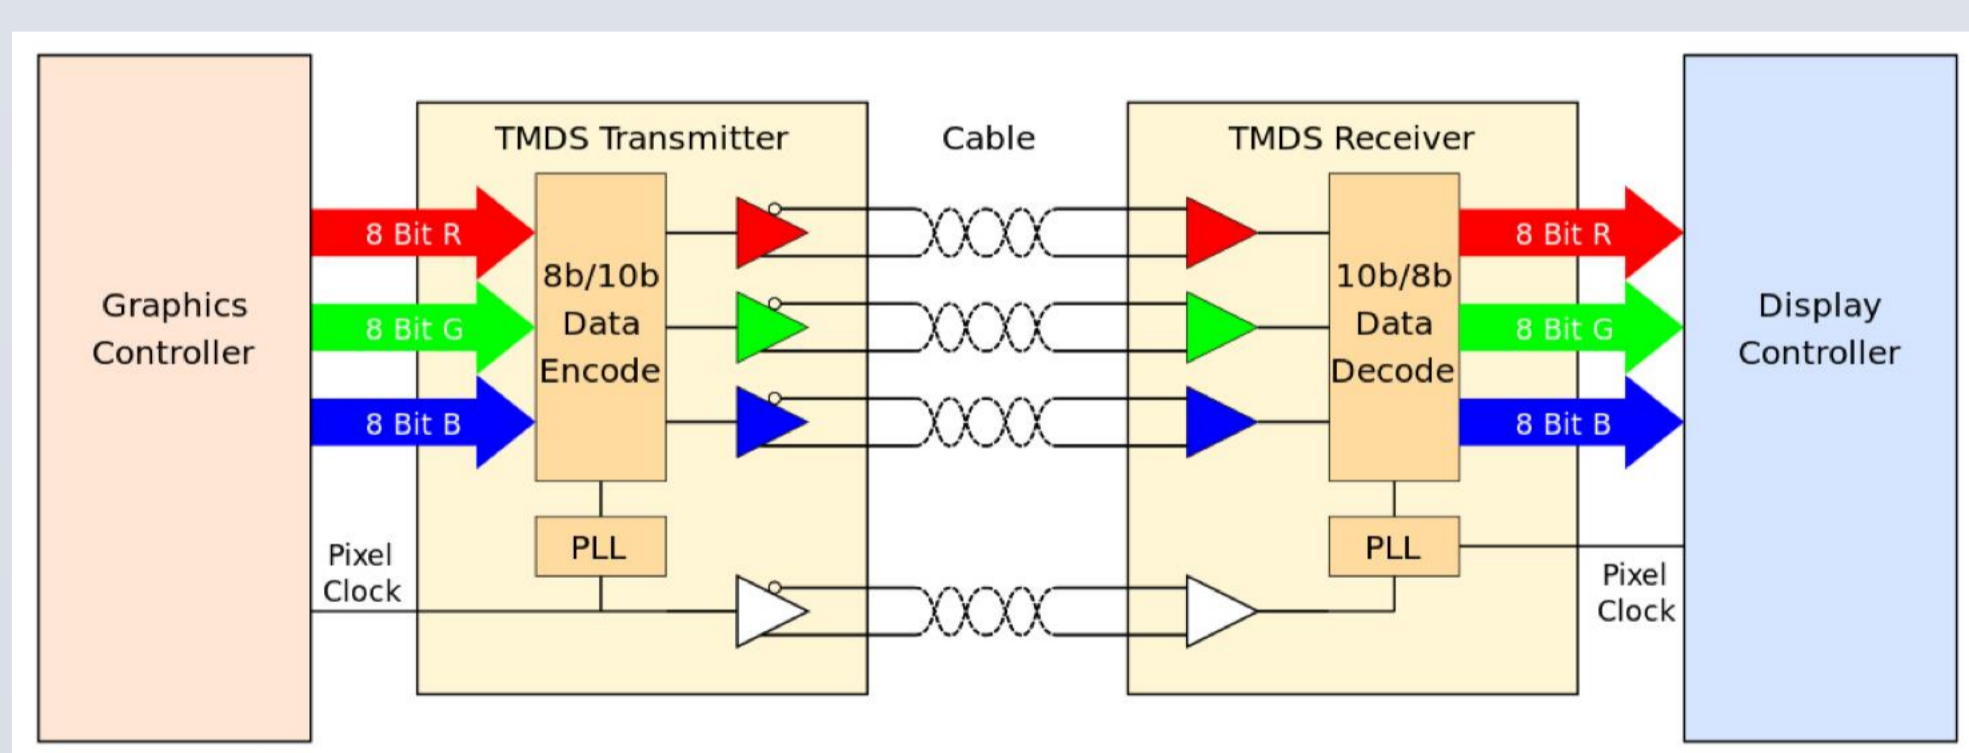 Graphics
Controller
TMDS Transmitter
8 Bit R
8 Bit G
8 Bit B
8b/10b
Data
Encode
PLL
Pixel
Clock
Cable
TMDS Receiver
10b/8b
Data
Decode
PLL
8 Bit R
8 Bit G
8 Bit B
Pixel
Clock
Display
Controller